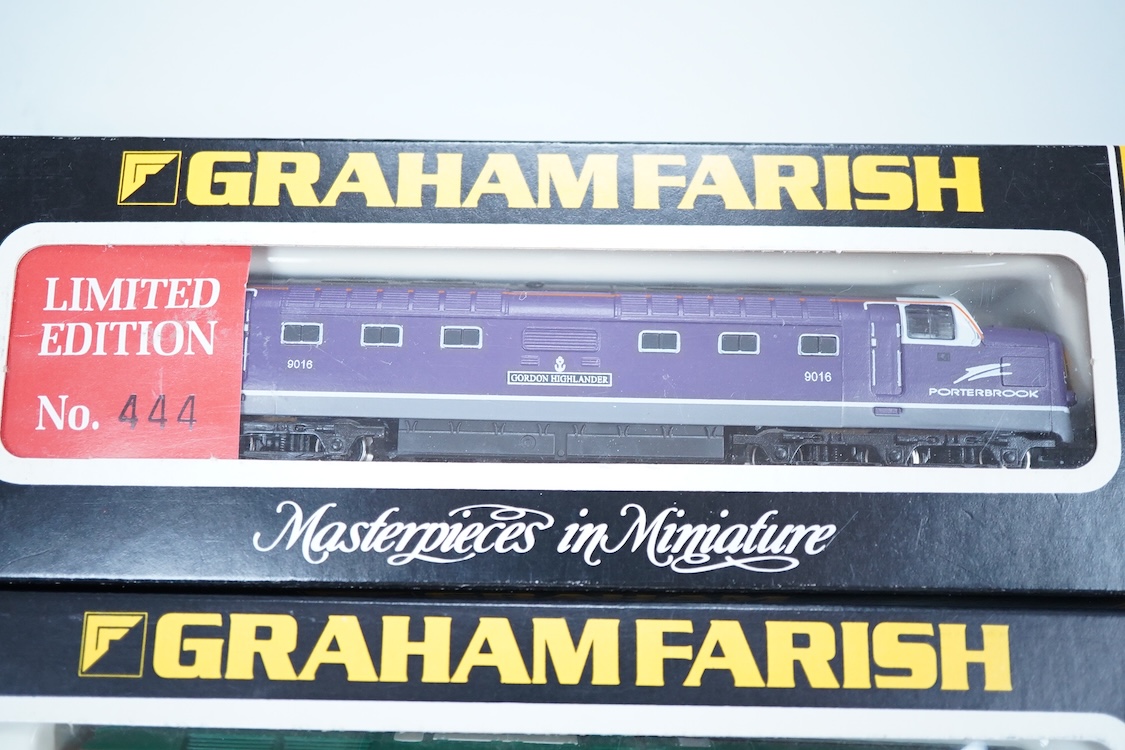 GRAHAM FARISH
LIMITED
EDITION
No. 444
9016
GORDON HIGHLANDER
9016
PORTERBROOK
Masterpieces in Miniature
GRAHAM FARISH